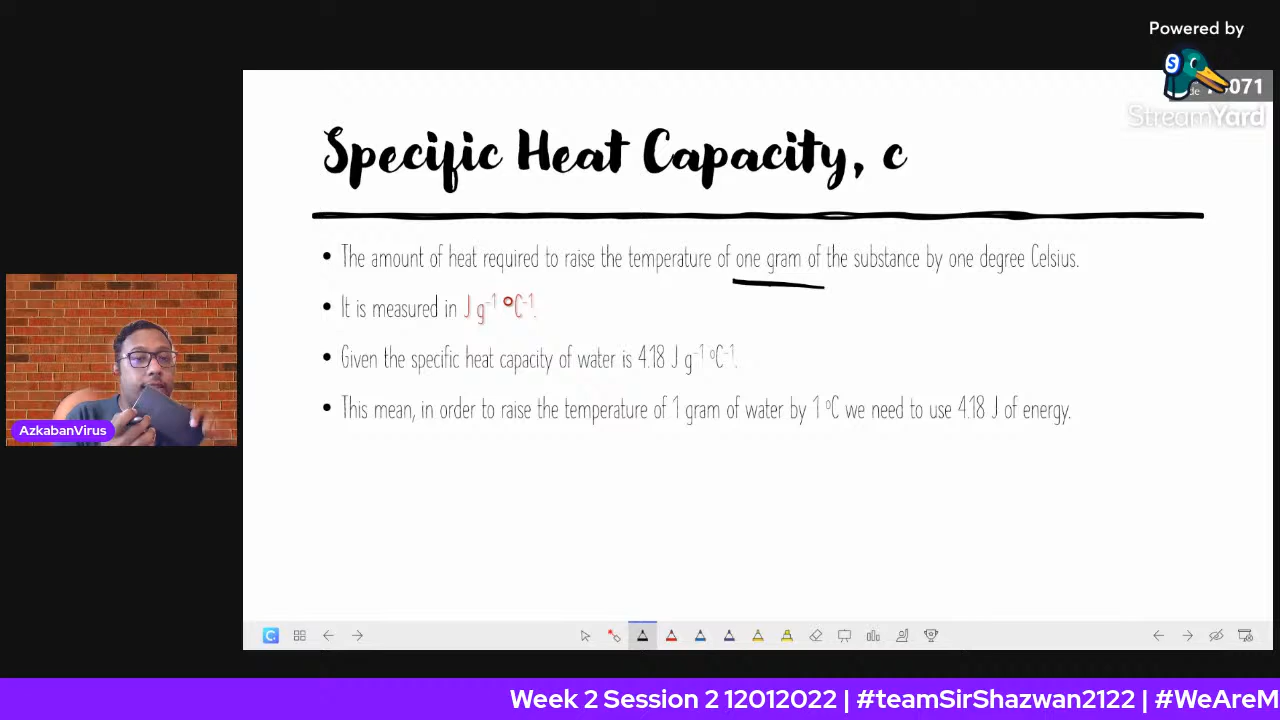 Powered by
071
StreamYard
Specific Heat Capacity, c
• The amount of heat required to raise the temperature of one gram of the substance by one degree Celsius.
• It is measured in J g⁻¹ °C⁻¹.
• Given the specific heat capacity of water is 4.18 J g⁻¹ °C⁻¹.
• This mean, in order to raise the temperature of 1 gram of water by 1 °C we need to use 4.18 J of energy.
AzkabanVirus
Week 2 Session 2 12012022 | #teamSirShazwan2122 | #WeAreM